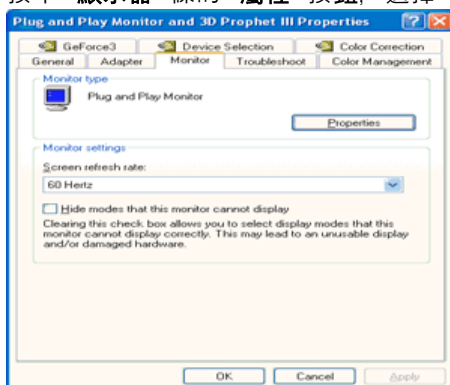 Plug and Play Monitor and 3D Prophet III Properties
GeForce3 Device Selection Color Correction
General Adapter Monitor Troubleshoot Color Management
Monitor type
Plug and Play Monitor
Properties
Monitor settings
Screen refresh rate:
60 Hertz
Hide modes that this monitor cannot display
Clearing this check box allows you to select display modes that this
monitor cannot display correctly. This may lead to an unusable display
and/or damaged hardware.
OK Cancel Apply